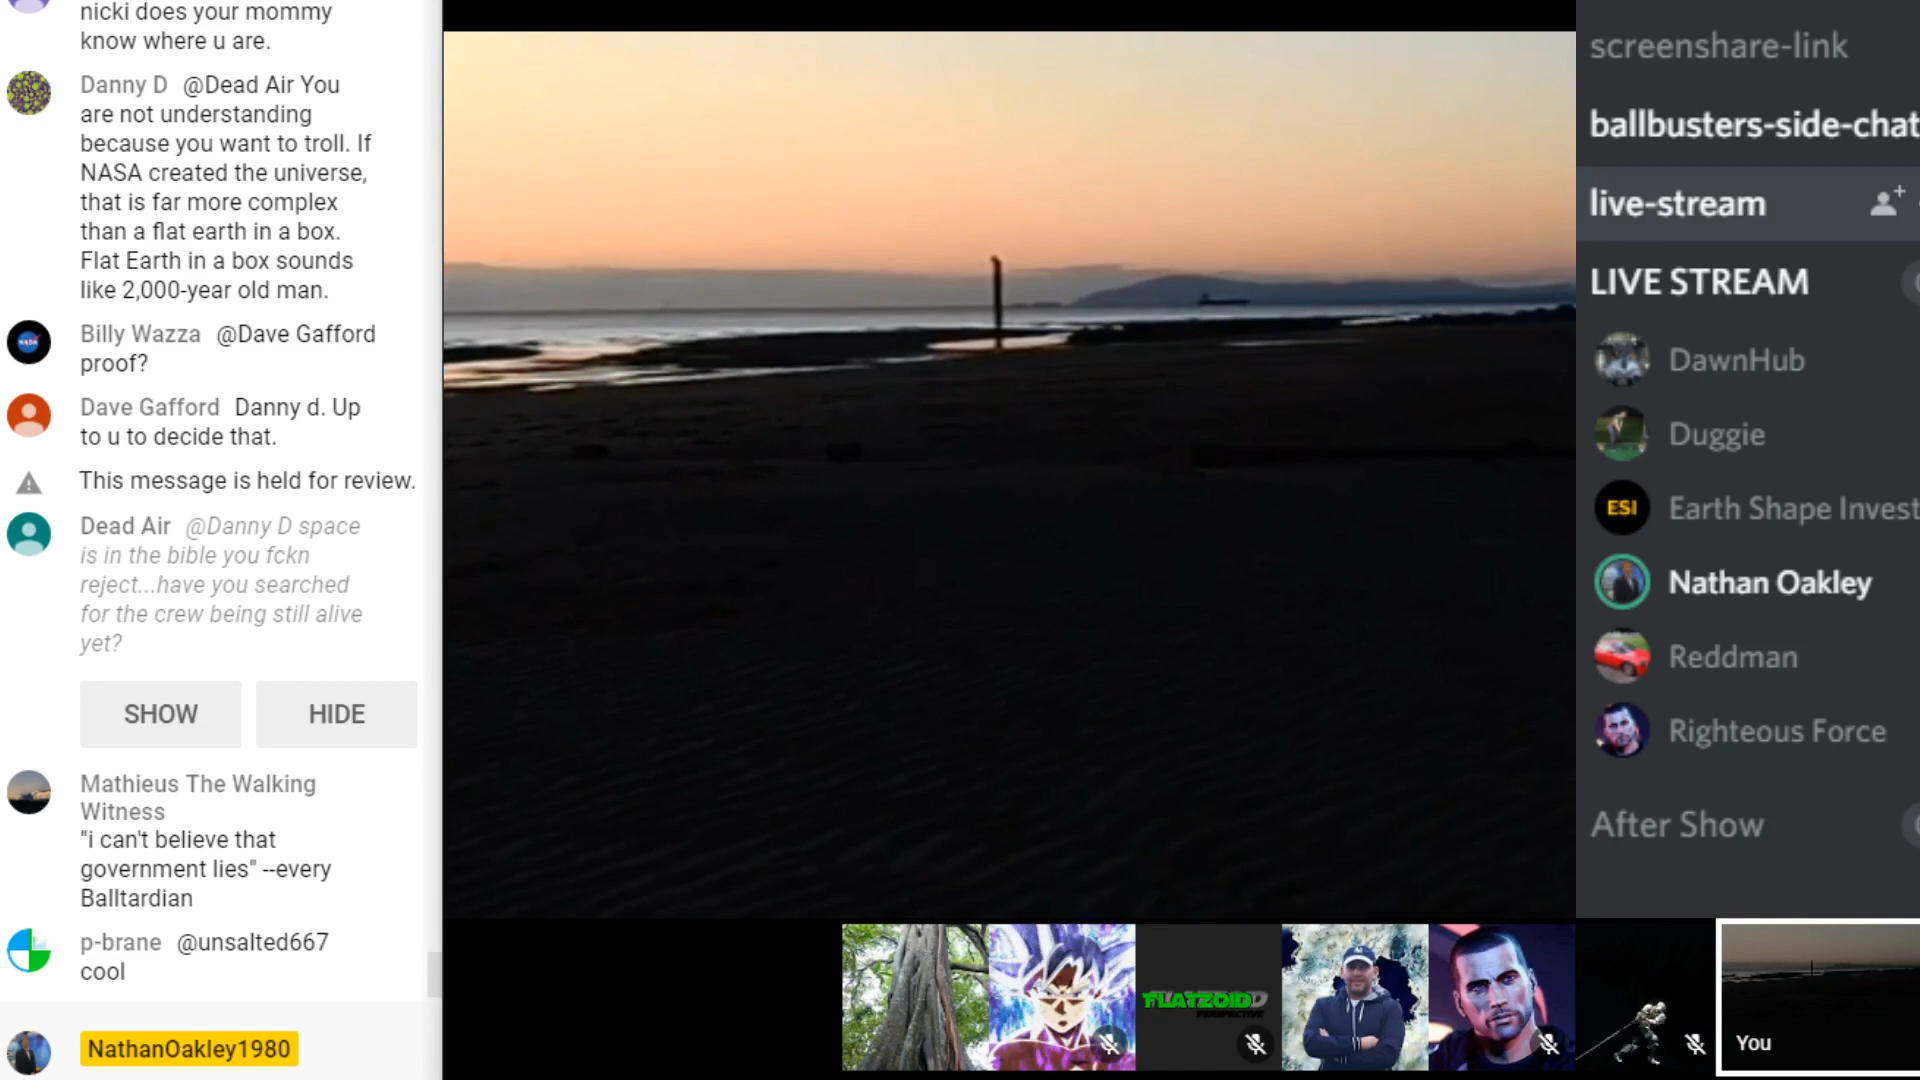 nicki does your mommy
know where u are.
Danny D @Dead Air You
are not understanding
because you want to troll. If
NASA created the universe,
that is far more complex
than a flat earth in a box.
Flat Earth in a box sounds
like 2,000-year old man.
Billy Wazza @Dave Gafford
proof?
Dave Gafford Danny d. Up
to u to decide that.
This message is held for review.
Dead Air @Danny D space
is in the bible you fckn
reject...have you searched
for the crew being still alive
yet?
SHOW HIDE
Mathieus The Walking
Witness
"i can't believe that
government lies" --every
Balltardian
p-brane @unsalted667
cool
NathanOakley1980
screenshare-link
ballbusters-side-chat
live-stream
LIVE STREAM
DawnHub
Duggie
ESI
Earth Shape Invest
Nathan Oakley
Reddman
Righteous Force
After Show
FLATZOIDD
PERSPECTIVE
You